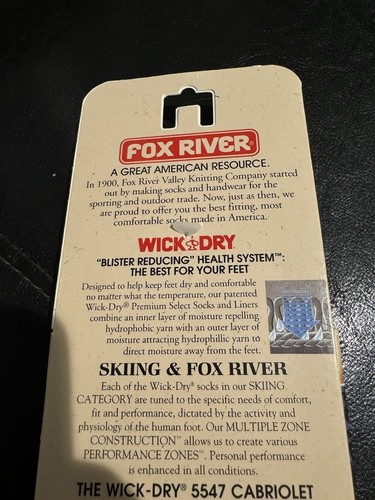 FOX RIVER
A GREAT AMERICAN RESOURCE.
In 1900, Fox River Valley Knitting Company started
out by making socks and handwear for the
sporting and outdoor trade. Now, just as then, we
are proud to offer you the best fitting, most
comfortable socks made in America.
WICK DRY®
"BLISTER REDUCING" HEALTH SYSTEM™:
THE BEST FOR YOUR FEET
Designed to help keep feet dry and comfortable
no matter what the temperature, our patented
Wick-Dry® Premium Select Socks and Liners
combine an inner layer of moisture repelling
hydrophobic yarn with an outer layer of
moisture attracting hydrophillic yarn to
direct moisture away from the feet.
SKIING & FOX RIVER
Each of the Wick-Dry® socks in our SKIING
CATEGORY are tuned to the specific needs of comfort,
fit and performance, dictated by the activity and
physiology of the human foot. Our MULTIPLE ZONE
CONSTRUCTION™ allows us to create various
PERFORMANCE ZONES™. Personal performance
is enhanced in all conditions.
THE WICK-DRY® 5547 CABRIOLET